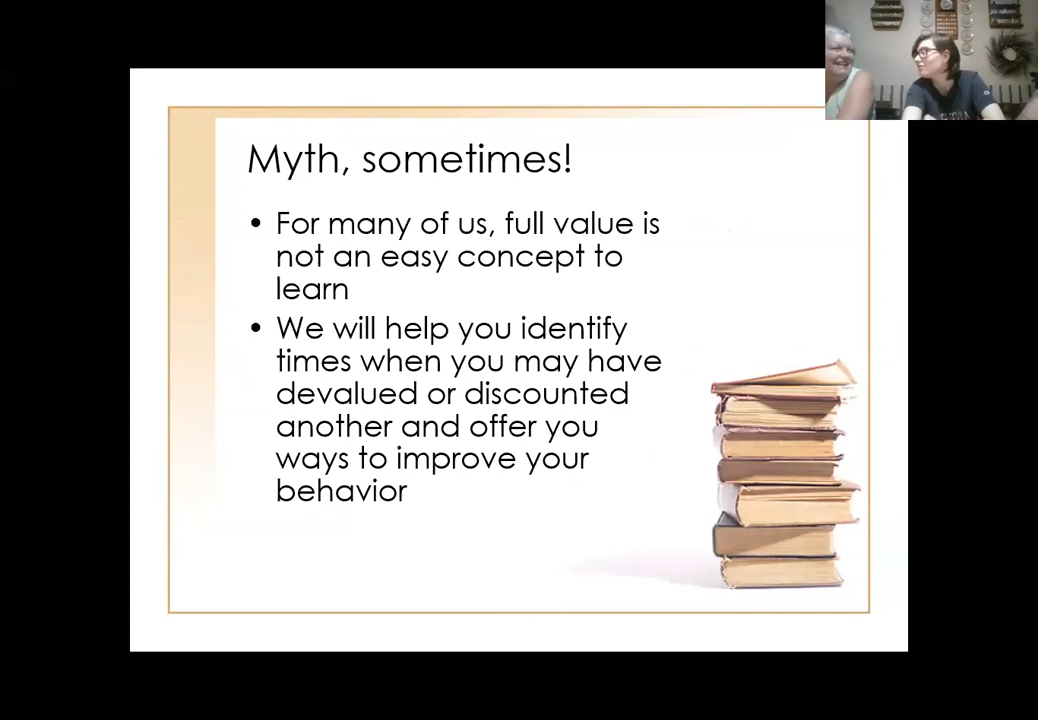 Myth, sometimes!
• For many of us, full value is
not an easy concept to
learn
• We will help you identify
times when you may have
devalued or discounted
another and offer you
ways to improve your
behavior